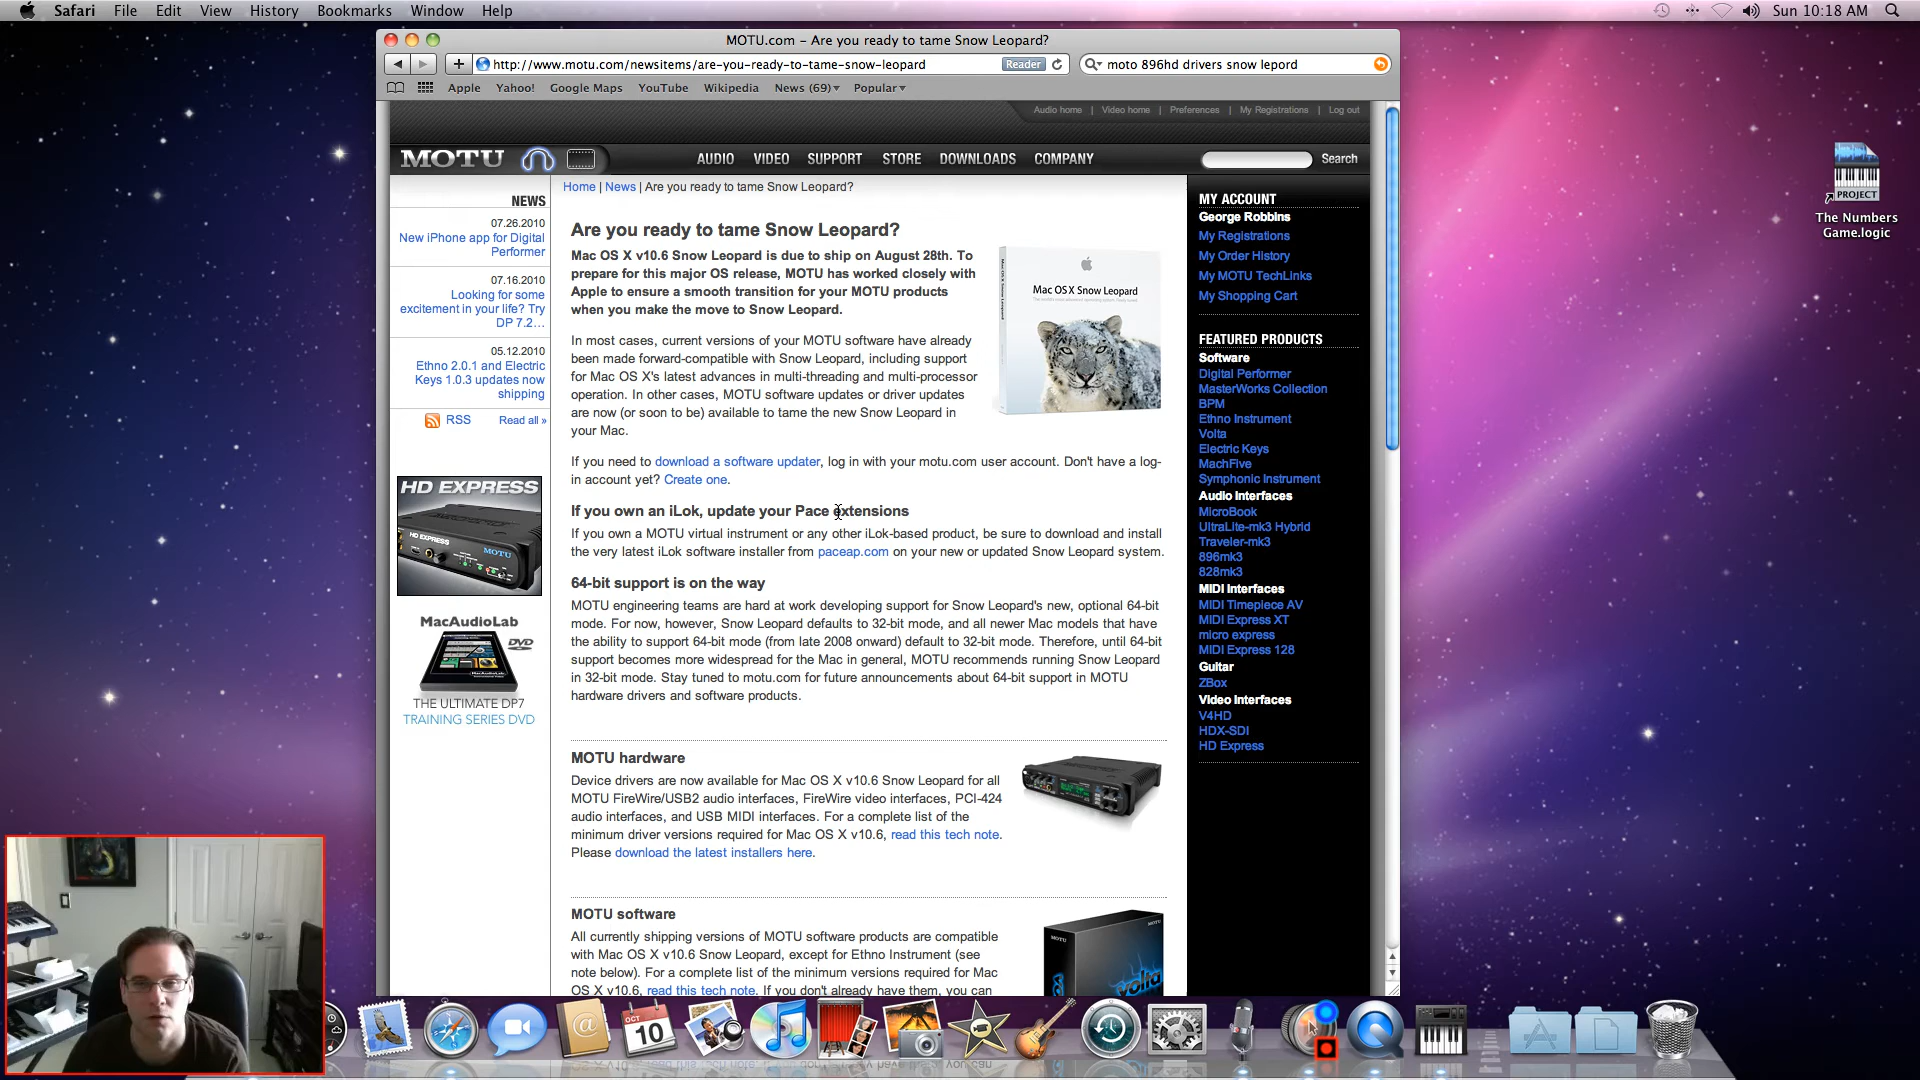 Safari File Edit View History Bookmarks Window Help
Sun 10:18 AM
MOTU.com – Are you ready to tame Snow Leopard?
http://www.motu.com/newsitems/are-you-ready-to-tame-snow-leopard
Reader
moto 896hd drivers snow lepord
Apple Yahoo! Google Maps YouTube Wikipedia News (69) Popular
Audio home | Video home | Preferences | My Registrations | Log out
MOTU
AUDIO VIDEO SUPPORT STORE DOWNLOADS COMPANY
Search
NEWS
07.26.2010
New iPhone app for Digital
Performer
07.16.2010
Looking for some
excitement in your life? Try
DP 7.2…
05.12.2010
Ethno 2.0.1 and Electric
Keys 1.0.3 updates now
shipping
RSS Read all »
HD EXPRESS
HD EXPRESS
MOTU
MacAudioLab
DVD
THE ULTIMATE DP7
TRAINING SERIES DVD
Home | News | Are you ready to tame Snow Leopard?
Are you ready to tame Snow Leopard?
Mac OS X v10.6 Snow Leopard is due to ship on August 28th. To
prepare for this major OS release, MOTU has worked closely with
Apple to ensure a smooth transition for your MOTU products
when you make the move to Snow Leopard.
Mac OS X Snow Leopard
In most cases, current versions of your MOTU software have already
been made forward-compatible with Snow Leopard, including support
for Mac OS X's latest advances in multi-threading and multi-processor
operation. In other cases, MOTU software updates or driver updates
are now (or soon to be) available to tame the new Snow Leopard in
your Mac.
If you need to download a software updater, log in with your motu.com user account. Don't have a log-
in account yet? Create one.
If you own an iLok, update your Pace extensions
If you own a MOTU virtual instrument or any other iLok-based product, be sure to download and install
the very latest iLok software installer from paceap.com on your new or updated Snow Leopard system.
64-bit support is on the way
MOTU engineering teams are hard at work developing support for Snow Leopard's new, optional 64-bit
mode. For now, however, Snow Leopard defaults to 32-bit mode, and all newer Mac models that have
the ability to support 64-bit mode (from late 2008 onward) default to 32-bit mode. Therefore, until 64-bit
support becomes more widespread for the Mac in general, MOTU recommends running Snow Leopard
in 32-bit mode. Stay tuned to motu.com for future announcements about 64-bit support in MOTU
hardware drivers and software products.
MOTU hardware
Device drivers are now available for Mac OS X v10.6 Snow Leopard for all
MOTU FireWire/USB2 audio interfaces, FireWire video interfaces, PCI-424
audio interfaces, and USB MIDI interfaces. For a complete list of the
minimum driver versions required for Mac OS X v10.6, read this tech note.
Please download the latest installers here.
MOTU software
All currently shipping versions of MOTU software products are compatible
with Mac OS X v10.6 Snow Leopard, except for Ethno Instrument (see
note below). For a complete list of the minimum versions required for Mac
OS X v10.6, read this tech note. If you don't already have them, you can
MOTU
MOTU
volta
MY ACCOUNT
George Robbins
My Registrations
My Order History
My MOTU TechLinks
My Shopping Cart
FEATURED PRODUCTS
Software
Digital Performer
MasterWorks Collection
BPM
Ethno Instrument
Volta
Electric Keys
MachFive
Symphonic Instrument
Audio Interfaces
MicroBook
UltraLite-mk3 Hybrid
Traveler-mk3
896mk3
828mk3
MIDI Interfaces
MIDI Timepiece AV
MIDI Express XT
micro express
MIDI Express 128
Guitar
ZBox
Video Interfaces
V4HD
HDX-SDI
HD Express
PROJECT
The Numbers
Game.logic
OCT
10